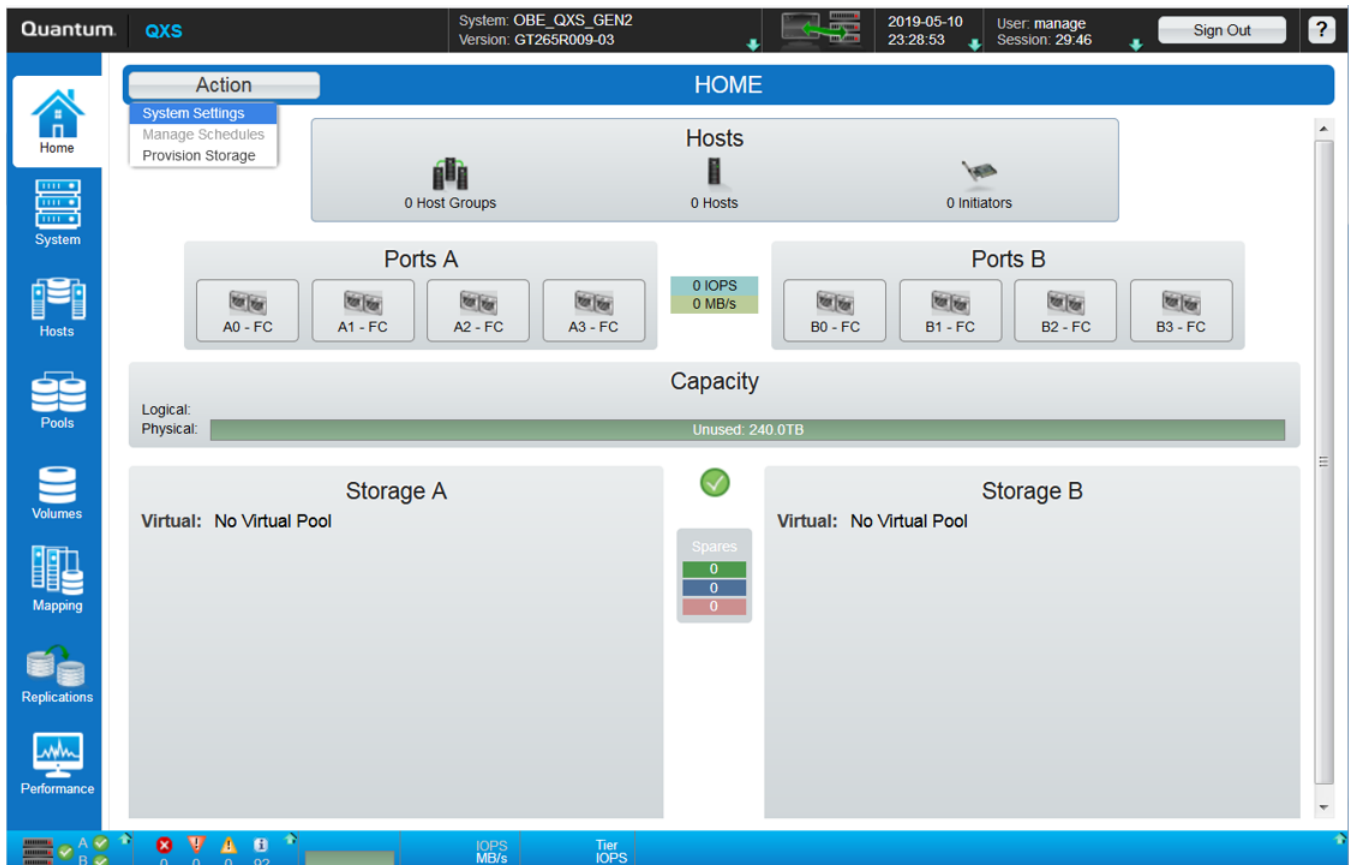 Quantum.
QXS
System: OBE_QXS_GEN2
Version: GT265R009-03
2019-05-10
23:28:53
User: manage
Session: 29:46
Sign Out
?
Action
HOME
System Settings
Manage Schedules
Provision Storage
Home
System
Hosts
Pools
Volumes
Mapping
Replications
Performance
Hosts
0 Host Groups
0 Hosts
0 Initiators
Ports A
A0 - FC
A1 - FC
A2 - FC
A3 - FC
0 IOPS
0 MB/s
Ports B
B0 - FC
B1 - FC
B2 - FC
B3 - FC
Capacity
Logical:
Physical:
Unused: 240.0TB
Storage A
Virtual: No Virtual Pool
Spares
0
0
0
Storage B
Virtual: No Virtual Pool
A
B
0
0
0
92
IOPS
MB/s
Tier
IOPS